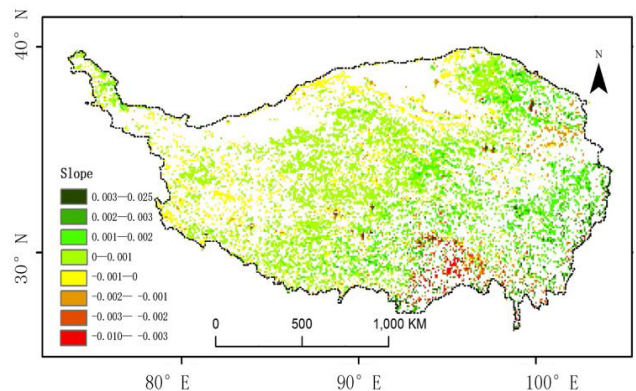 40° N
N
Slope
0.003—0.025
0.002—0.003
0.001—0.002
0—0.001
-0.001—0
-0.002— -0.001
-0.003— -0.002
-0.010— -0.003
30° N
0 500 1,000 KM
80° E 90° E 100° E